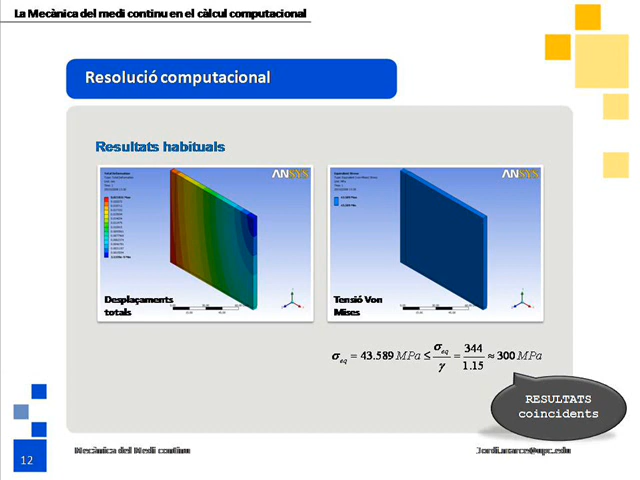 La Mecànica del medi continu en el càlcul computacional
Resolució computacional
Resultats habituals
ANSYS
Desplaçaments
totals
ANSYS
Tensió Von
Mises
σeq = 43.589 MPa ≤ σeq/γ = 344/1.15 ≈ 300 MPa
RESULTATS
coincidents
12
Mecànica del Medi continu